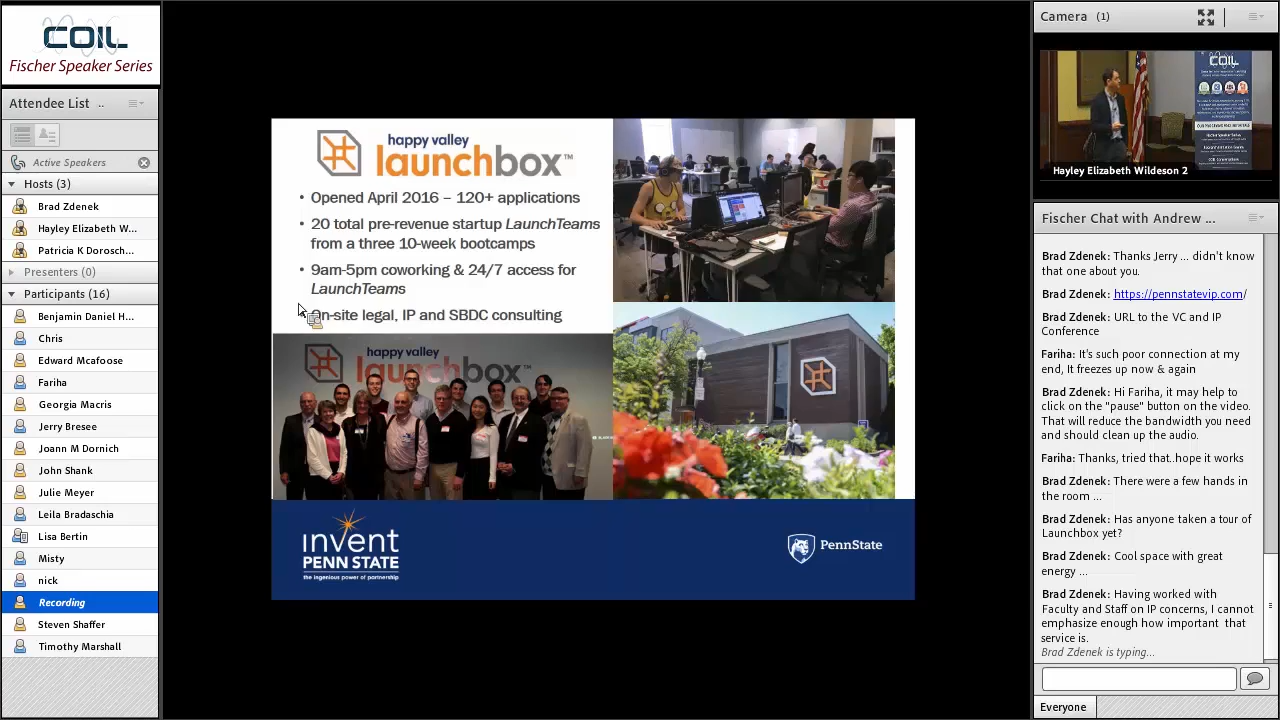 COIL
Fischer Speaker Series
Attendee List ..
Active Speakers
Hosts (3)
Brad Zdenek
Hayley Elizabeth W...
Patricia K Dorosch...
Presenters (0)
Participants (16)
Benjamin Daniel H...
Chris
Edward Mcafoose
Fariha
Georgia Macris
Jerry Bresee
Joann M Dornich
John Shank
Julie Meyer
Leila Bradaschia
Lisa Bertin
Misty
nick
Recording
Steven Shaffer
Timothy Marshall
happy valley
launchbox™
• Opened April 2016 – 120+ applications
• 20 total pre-revenue startup LaunchTeams
from a three 10-week bootcamps
• 9am-5pm coworking & 24/7 access for
LaunchTeams
On-site legal, IP and SBDC consulting
happy valley
launchbox™
invent
PENN STATE
the ingenious power of partnership
PennState
Camera (1)
COIL
Hayley Elizabeth Wildeson 2
Fischer Chat with Andrew ...
Brad Zdenek: Thanks Jerry ... didn't know
that one about you.
Brad Zdenek: https://pennstatevip.com/
Brad Zdenek: URL to the VC and IP
Conference
Fariha: It's such poor connection at my
end, It freezes up now & again
Brad Zdenek: Hi Fariha, it may help to
click on the "pause" button on the video.
That will reduce the bandwidth you need
and should clean up the audio.
Fariha: Thanks, tried that..hope it works
Brad Zdenek: There were a few hands in
the room ...
Brad Zdenek: Has anyone taken a tour of
Launchbox yet?
Brad Zdenek: Cool space with great
energy ...
Brad Zdenek: Having worked with
Faculty and Staff on IP concerns, I cannot
emphasize enough how important that
service is.
Brad Zdenek is typing...
Everyone